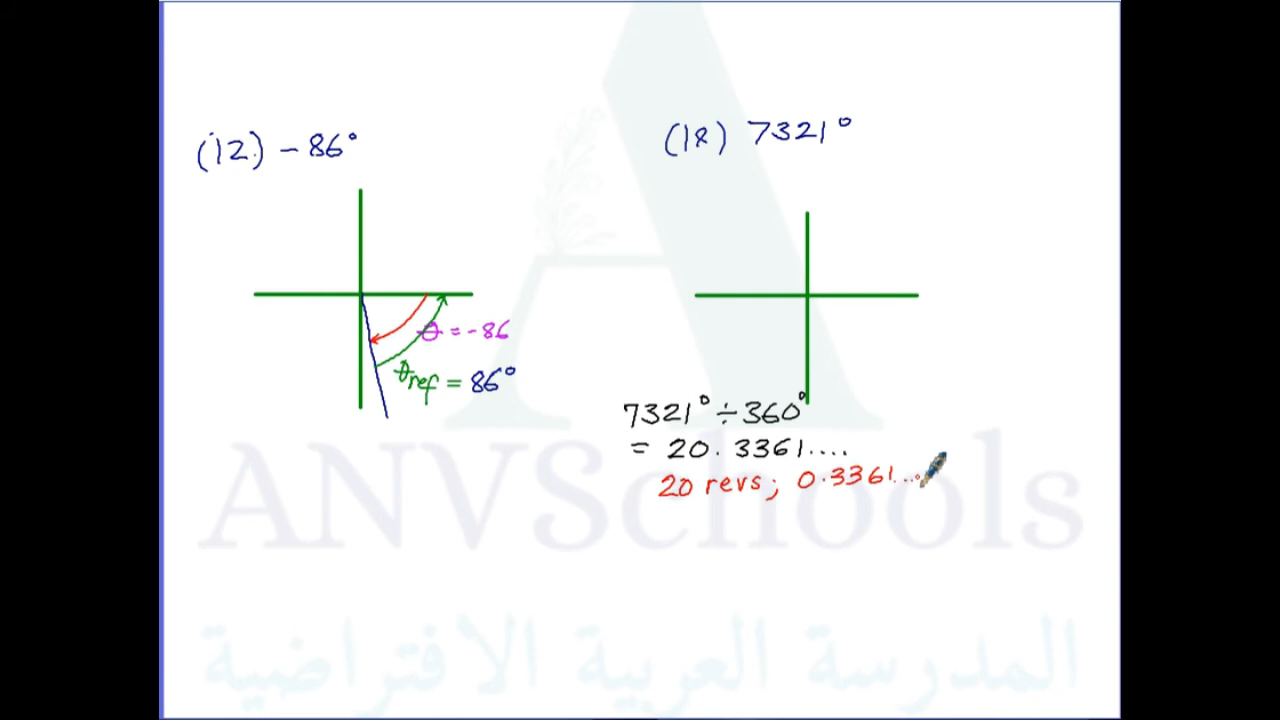 (12) -86°
(18) 7321°
θ = -86
θref = 86°
7321° ÷ 360°
= 20.3361....
20 revs; 0.3361...
ANVSchools
المدرسة العربية الافتراضية